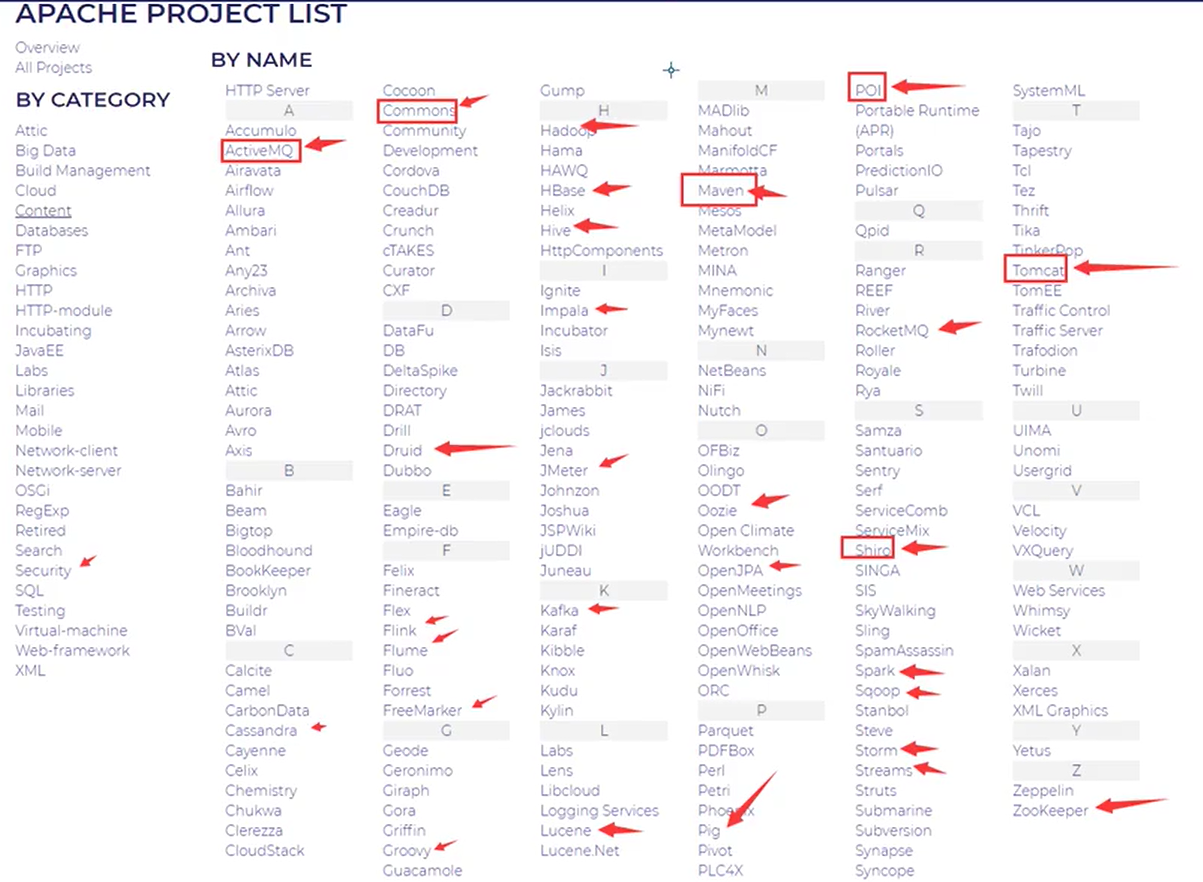 APACHE PROJECT LIST
Overview
All Projects
BY CATEGORY
Attic
Big Data
Build Management
Cloud
Content
Databases
FTP
Graphics
HTTP
HTTP-module
Incubating
JavaEE
Labs
Libraries
Mail
Mobile
Network-client
Network-server
OSGi
RegExp
Retired
Search
Security
SQL
Testing
Virtual-machine
Web-framework
XML
BY NAME
HTTP Server
A
Accumulo
ActiveMQ
Airavata
Airflow
Allura
Ambari
Ant
Any23
Archiva
Aries
Arrow
AsterixDB
Atlas
Attic
Aurora
Avro
Axis
B
Bahir
Beam
Bigtop
Bloodhound
BookKeeper
Brooklyn
Buildr
BVal
C
Calcite
Camel
CarbonData
Cassandra
Cayenne
Celix
Chemistry
Chukwa
Clerezza
CloudStack
Cocoon
Commons
Community
Development
Cordova
CouchDB
Creadur
Crunch
cTAKES
Curator
CXF
D
DataFu
DB
DeltaSpike
Directory
DRAT
Drill
Druid
Dubbo
E
Eagle
Empire-db
F
Felix
Fineract
Flex
Flink
Flume
Fluo
Forrest
FreeMarker
G
Geode
Geronimo
Giraph
Gora
Griffin
Groovy
Guacamole
Gump
H
Hadoop
Hama
HAWQ
HBase
Helix
Hive
HttpComponents
I
Ignite
Impala
Incubator
Isis
J
Jackrabbit
James
jclouds
Jena
JMeter
Johnzon
Joshua
JSPWiki
jUDDI
Juneau
K
Kafka
Karaf
Kibble
Knox
Kudu
Kylin
L
Labs
Lens
Libcloud
Logging Services
Lucene
Lucene.Net
M
MADlib
Mahout
ManifoldCF
Marmotta
Maven
Mesos
MetaModel
Metron
MINA
Mnemonic
MyFaces
Mynewt
N
NetBeans
NiFi
Nutch
O
OFBiz
Olingo
OODT
Oozie
Open Climate
Workbench
OpenJPA
OpenMeetings
OpenNLP
OpenOffice
OpenWebBeans
OpenWhisk
ORC
P
Parquet
PDFBox
Perl
Petri
Phoenix
Pig
Pivot
PLC4X
POI
Portable Runtime
(APR)
Portals
PredictionIO
Pulsar
Q
Qpid
R
Ranger
REEF
River
RocketMQ
Roller
Royale
Rya
S
Samza
Santuario
Sentry
Serf
ServiceComb
ServiceMix
Shiro
SINGA
SIS
SkyWalking
Sling
SpamAssassin
Spark
Sqoop
Stanbol
Steve
Storm
Streams
Struts
Submarine
Subversion
Synapse
Syncope
SystemML
T
Tajo
Tapestry
Tcl
Tez
Thrift
Tika
TinkerPop
Tomcat
TomEE
Traffic Control
Traffic Server
Trafodion
Turbine
Twill
U
UIMA
Unomi
Usergrid
V
VCL
Velocity
VXQuery
W
Web Services
Whimsy
Wicket
X
Xalan
Xerces
XML Graphics
Y
Yetus
Z
Zeppelin
ZooKeeper